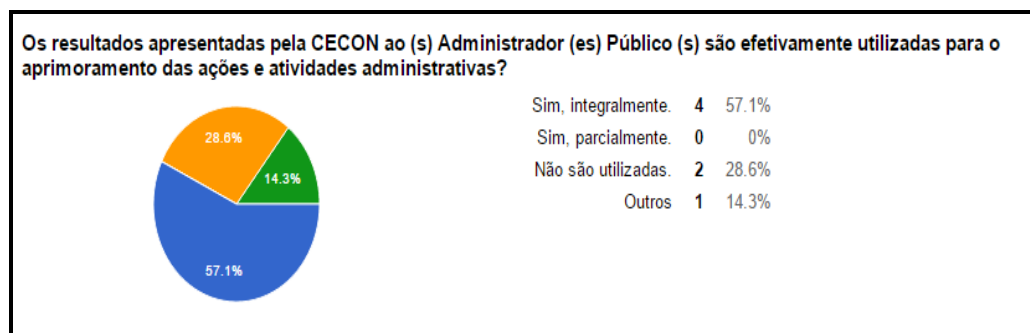 Os resultados apresentadas pela CECON ao (s) Administrador (es) Público (s) são efetivamente utilizadas para o
aprimoramento das ações e atividades administrativas?
28.6%
14.3%
57.1%
Sim, integralmente. 4 57.1%
Sim, parcialmente. 0 0%
Não são utilizadas. 2 28.6%
Outros 1 14.3%